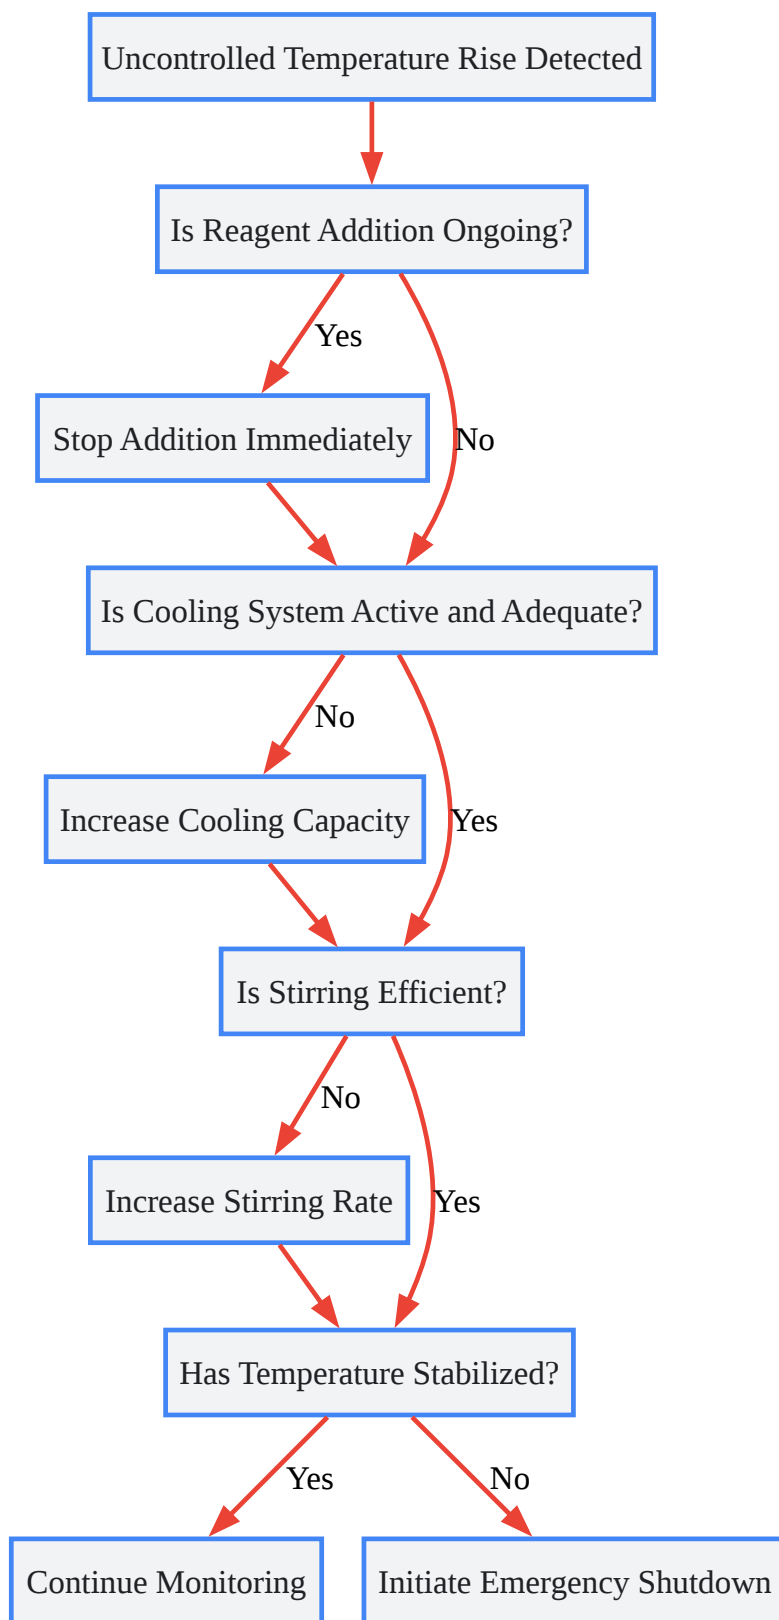 Uncontrolled Temperature Rise Detected
Is Reagent Addition Ongoing?
Yes
Stop Addition Immediately
No
Is Cooling System Active and Adequate?
No
Increase Cooling Capacity
Yes
Is Stirring Efficient?
No
Increase Stirring Rate
Yes
Has Temperature Stabilized?
Yes
No
Continue Monitoring
Initiate Emergency Shutdown